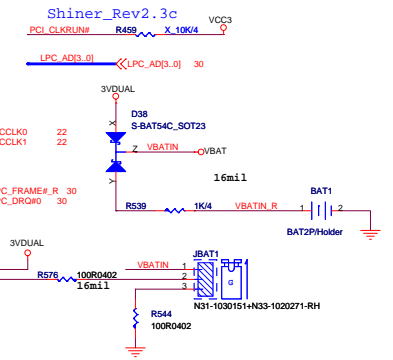 Shiner_Rev2.3c
VCC3
PCI_CLKRUN#
R459
X_10K/4
LPC_AD[3..0]
LPC_AD[3..0] 30
3VDUAL
D38
S-BAT54C_SOT23
X
CCLK0 22
CCLK1 22
Z
VBATIN
VBAT
Y
16mil
C_FRAME#_R 30
C_DRQ#0 30
BAT1
R539
1K/4
VBATIN_R
1
2
BAT2P/Holder
3VDUAL
JBAT1
VBATIN
1
R576
100R0402
2
16mil
3
G
N31-1030151+N33-1020271-RH
R544
100R0402